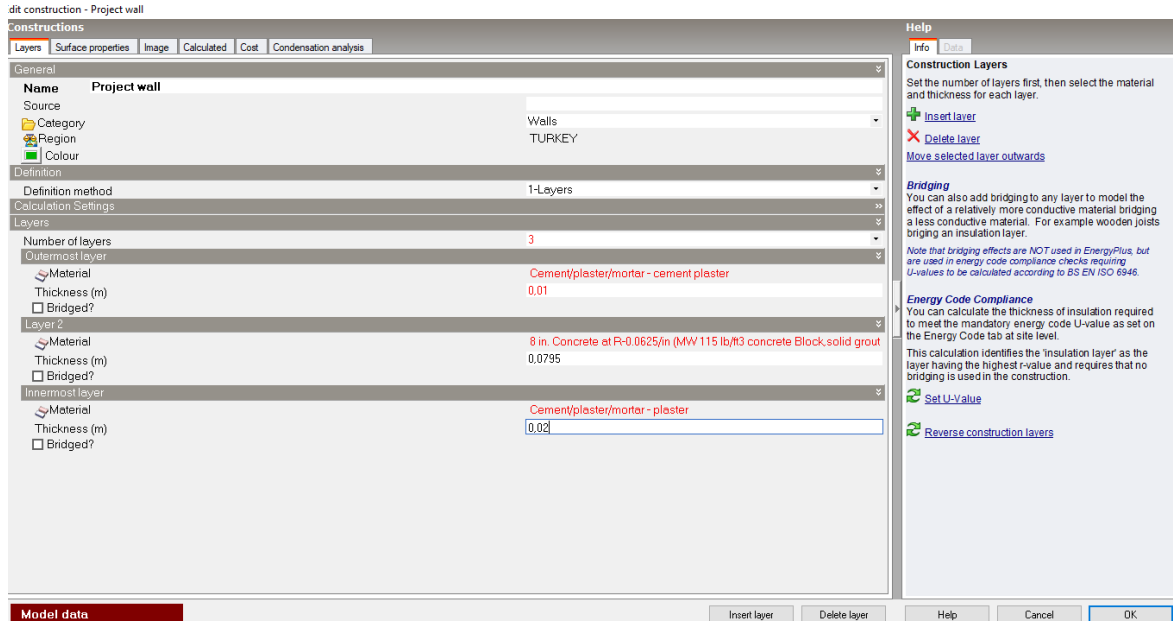 dit construction - Project wall
Constructions
Layers Surface properties Image Calculated Cost Condensation analysis
General
Name Project wall
Source
Category Walls
Region TURKEY
Colour
Definition
Definition method 1-Layers
Calculation Settings
Layers
Number of layers 3
Outermost layer
Material Cement/plaster/mortar - cement plaster
Thickness (m) 0,01
Bridged?
Layer 2
Material 8 in. Concrete at R-0.0625/in (MW 115 lb/ft3 concrete Block,solid grout
Thickness (m) 0,0795
Bridged?
Innermost layer
Material Cement/plaster/mortar - plaster
Thickness (m) 0,02
Bridged?
Model data
Insert layer Delete layer
Help
Info Data
Construction Layers
Set the number of layers first, then select the material
and thickness for each layer.
Insert layer
Delete layer
Move selected layer outwards
Bridging
You can also add bridging to any layer to model the
effect of a relatively more conductive material bridging
a less conductive material. For example wooden joists
briging an insulation layer.
Note that bridging effects are NOT used in EnergyPlus, but
are used in energy code compliance checks requiring
U-values to be calculated according to BS EN ISO 6946.
Energy Code Compliance
You can calculate the thickness of insulation required
to meet the mandatory energy code U-value as set on
the Energy Code tab at site level.
This calculation identifies the 'insulation layer' as the
layer having the highest r-value and requires that no
bridging is used in the construction.
Set U-Value
Reverse construction layers
Help Cancel OK